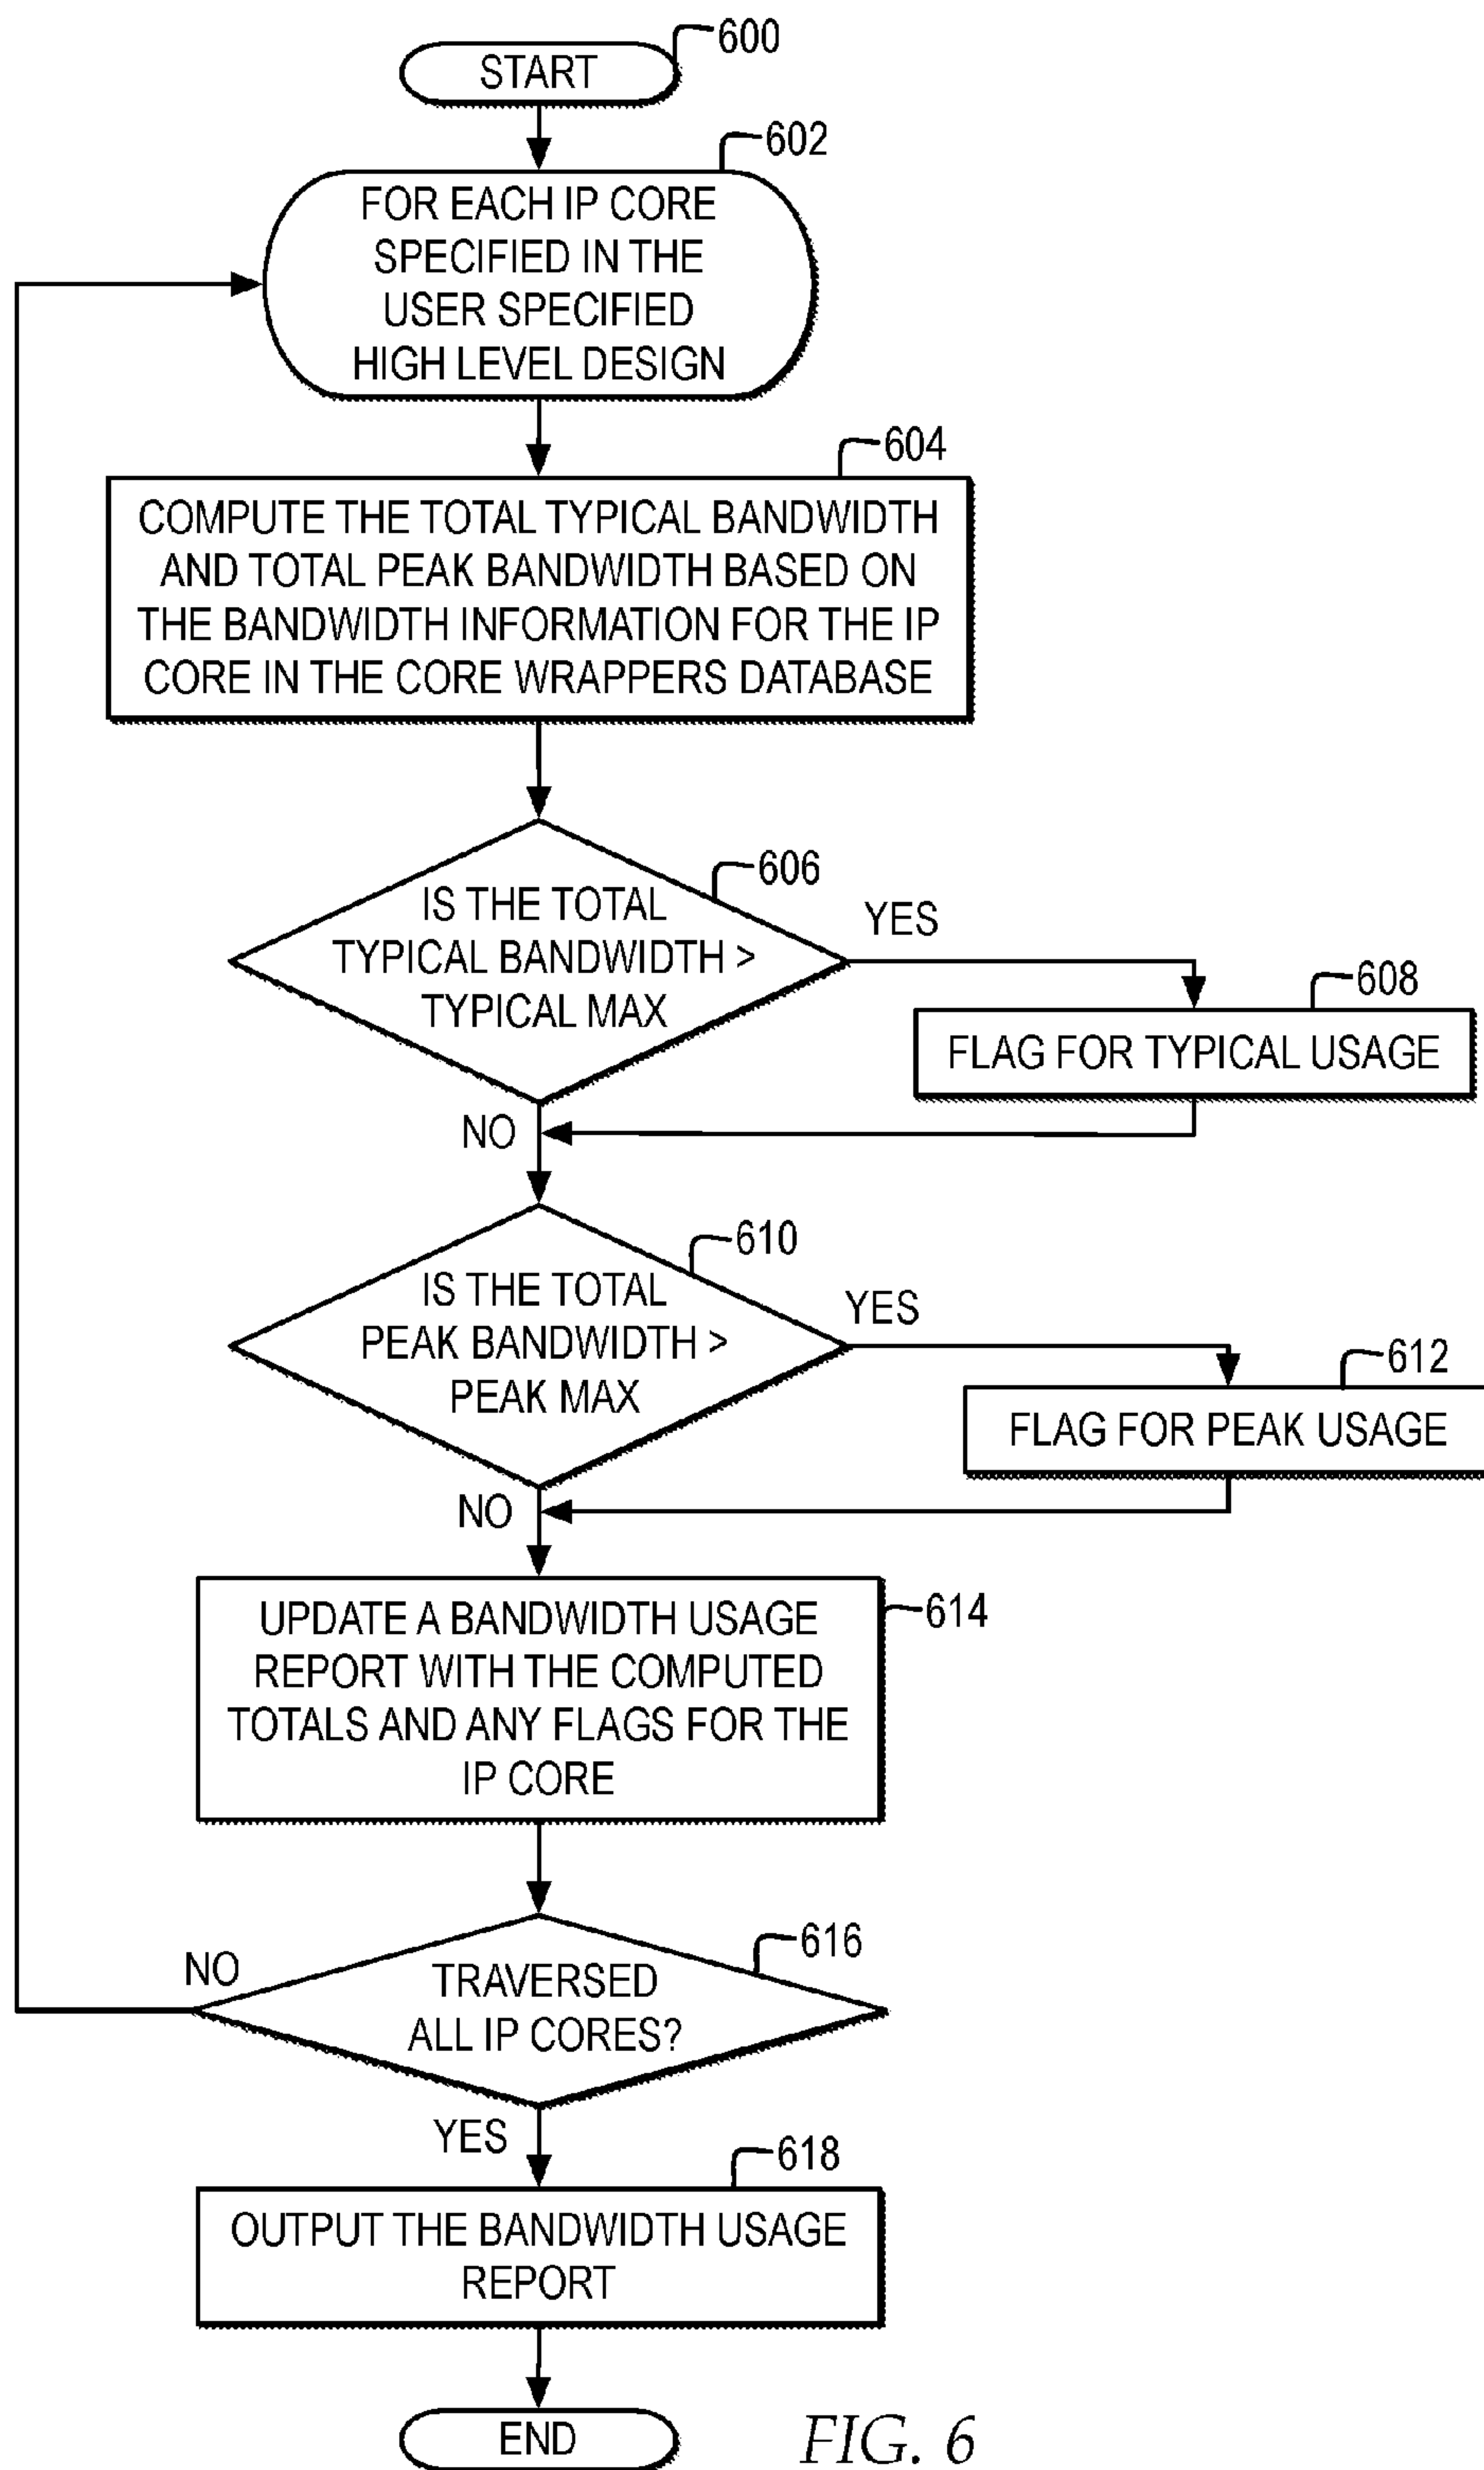 START
600
602
FOR EACH IP CORE
SPECIFIED IN THE
USER SPECIFIED
HIGH LEVEL DESIGN
604
COMPUTE THE TOTAL TYPICAL BANDWIDTH
AND TOTAL PEAK BANDWIDTH BASED ON
THE BANDWIDTH INFORMATION FOR THE IP
CORE IN THE CORE WRAPPERS DATABASE
606
IS THE TOTAL
TYPICAL BANDWIDTH >
TYPICAL MAX
YES
608
FLAG FOR TYPICAL USAGE
NO
610
IS THE TOTAL
PEAK BANDWIDTH >
PEAK MAX
YES
612
FLAG FOR PEAK USAGE
NO
614
UPDATE A BANDWIDTH USAGE
REPORT WITH THE COMPUTED
TOTALS AND ANY FLAGS FOR THE
IP CORE
616
NO
TRAVERSED
ALL IP CORES?
YES
618
OUTPUT THE BANDWIDTH USAGE
REPORT
END
FIG. 6